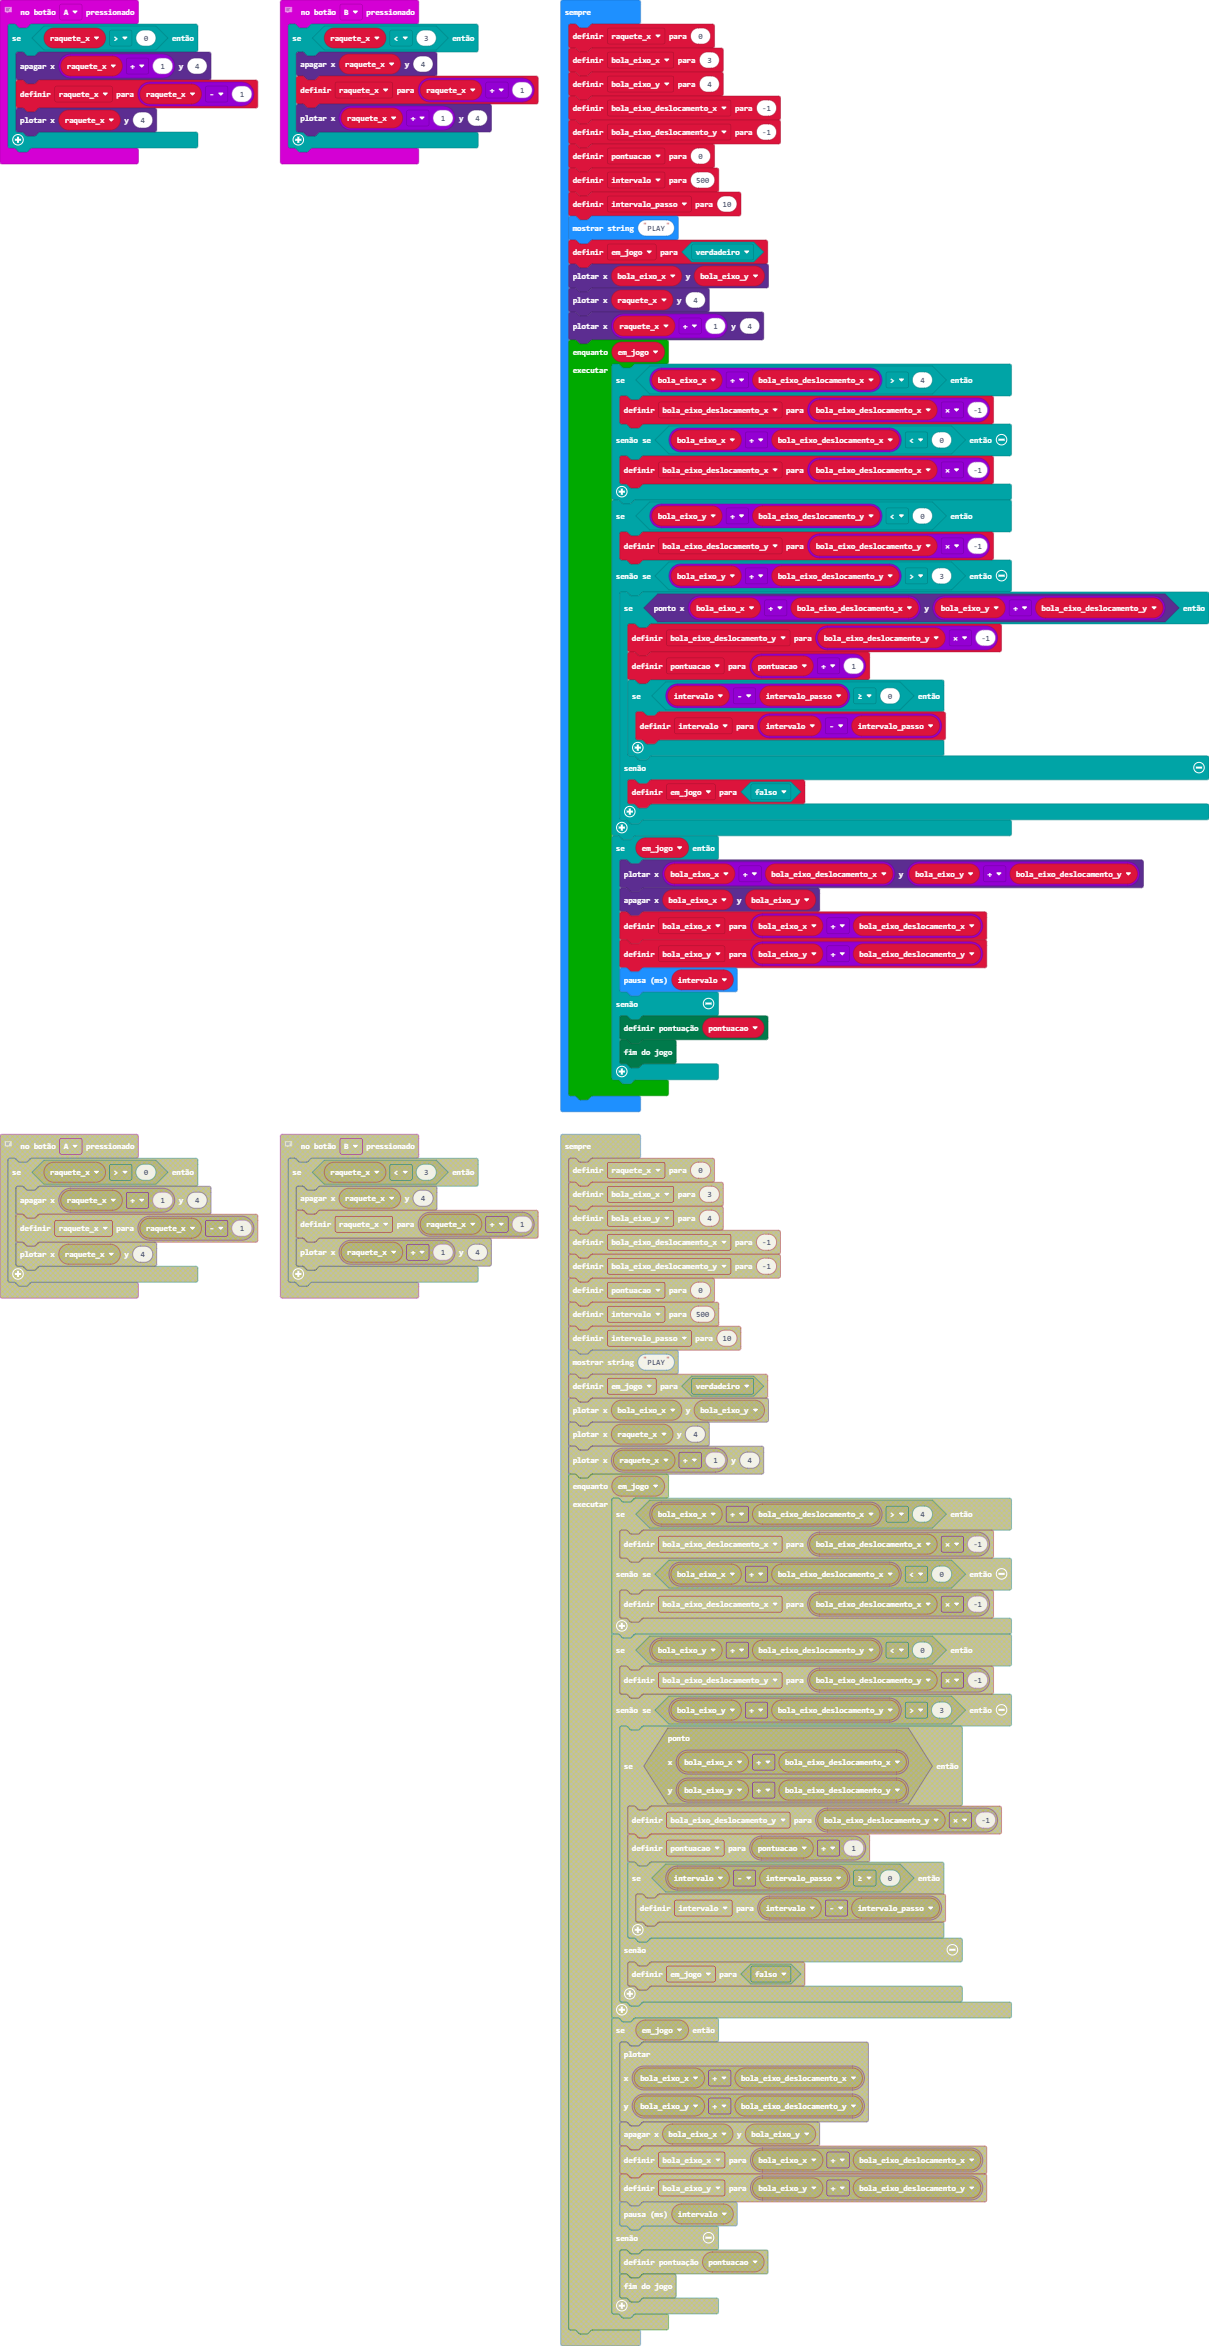 no botão A pressionado
se raquete_x > 0 então
apagar x raquete_x + 1 y 4
definir raquete_x para raquete_x - 1
plotar x raquete_x y 4
no botão B pressionado
se raquete_x < 3 então
apagar x raquete_x y 4
definir raquete_x para raquete_x + 1
plotar x raquete_x + 1 y 4
sempre
definir raquete_x para 0
definir bola_eixo_x para 3
definir bola_eixo_y para 4
definir bola_eixo_deslocamento_x para -1
definir bola_eixo_deslocamento_y para -1
definir pontuacao para 0
definir intervalo para 500
definir intervalo_passo para 10
mostrar string "PLAY"
definir em_jogo para verdadeiro
plotar x bola_eixo_x y bola_eixo_y
plotar x raquete_x y 4
plotar x raquete_x + 1 y 4
enquanto em_jogo
executar
se bola_eixo_x + bola_eixo_deslocamento_x > 4 então
definir bola_eixo_deslocamento_x para bola_eixo_deslocamento_x × -1
senão se bola_eixo_x + bola_eixo_deslocamento_x < 0 então
definir bola_eixo_deslocamento_x para bola_eixo_deslocamento_x × -1
se bola_eixo_y + bola_eixo_deslocamento_y < 0 então
definir bola_eixo_deslocamento_y para bola_eixo_deslocamento_y × -1
senão se bola_eixo_y + bola_eixo_deslocamento_y > 3 então
se ponto x bola_eixo_x + bola_eixo_deslocamento_x y bola_eixo_y + bola_eixo_deslocamento_y então
definir bola_eixo_deslocamento_y para bola_eixo_deslocamento_y × -1
definir pontuacao para pontuacao + 1
se intervalo - intervalo_passo ≥ 0 então
definir intervalo para intervalo - intervalo_passo
senão
definir em_jogo para falso
se em_jogo então
plotar x bola_eixo_x + bola_eixo_deslocamento_x y bola_eixo_y + bola_eixo_deslocamento_y
apagar x bola_eixo_x y bola_eixo_y
definir bola_eixo_x para bola_eixo_x + bola_eixo_deslocamento_x
definir bola_eixo_y para bola_eixo_y + bola_eixo_deslocamento_y
pausa (ms) intervalo
senão
definir pontuação pontuacao
fim do jogo
no botão A pressionado
se raquete_x > 0 então
apagar x raquete_x + 1 y 4
definir raquete_x para raquete_x - 1
plotar x raquete_x y 4
no botão B pressionado
se raquete_x < 3 então
apagar x raquete_x y 4
definir raquete_x para raquete_x + 1
plotar x raquete_x + 1 y 4
sempre
definir raquete_x para 0
definir bola_eixo_x para 3
definir bola_eixo_y para 4
definir bola_eixo_deslocamento_x para -1
definir bola_eixo_deslocamento_y para -1
definir pontuacao para 0
definir intervalo para 500
definir intervalo_passo para 10
mostrar string "PLAY"
definir em_jogo para verdadeiro
plotar x bola_eixo_x y bola_eixo_y
plotar x raquete_x y 4
plotar x raquete_x + 1 y 4
enquanto em_jogo
executar
se bola_eixo_x + bola_eixo_deslocamento_x > 4 então
definir bola_eixo_deslocamento_x para bola_eixo_deslocamento_x × -1
senão se bola_eixo_x + bola_eixo_deslocamento_x < 0 então
definir bola_eixo_deslocamento_x para bola_eixo_deslocamento_x × -1
se bola_eixo_y + bola_eixo_deslocamento_y < 0 então
definir bola_eixo_deslocamento_y para bola_eixo_deslocamento_y × -1
senão se bola_eixo_y + bola_eixo_deslocamento_y > 3 então
ponto
x bola_eixo_x + bola_eixo_deslocamento_x
se então
y bola_eixo_y + bola_eixo_deslocamento_y
definir bola_eixo_deslocamento_y para bola_eixo_deslocamento_y × -1
definir pontuacao para pontuacao + 1
se intervalo - intervalo_passo ≥ 0 então
definir intervalo para intervalo - intervalo_passo
senão
definir em_jogo para falso
se em_jogo então
plotar
x bola_eixo_x + bola_eixo_deslocamento_x
y bola_eixo_y + bola_eixo_deslocamento_y
apagar x bola_eixo_x y bola_eixo_y
definir bola_eixo_x para bola_eixo_x + bola_eixo_deslocamento_x
definir bola_eixo_y para bola_eixo_y + bola_eixo_deslocamento_y
pausa (ms) intervalo
senão
definir pontuação pontuacao
fim do jogo